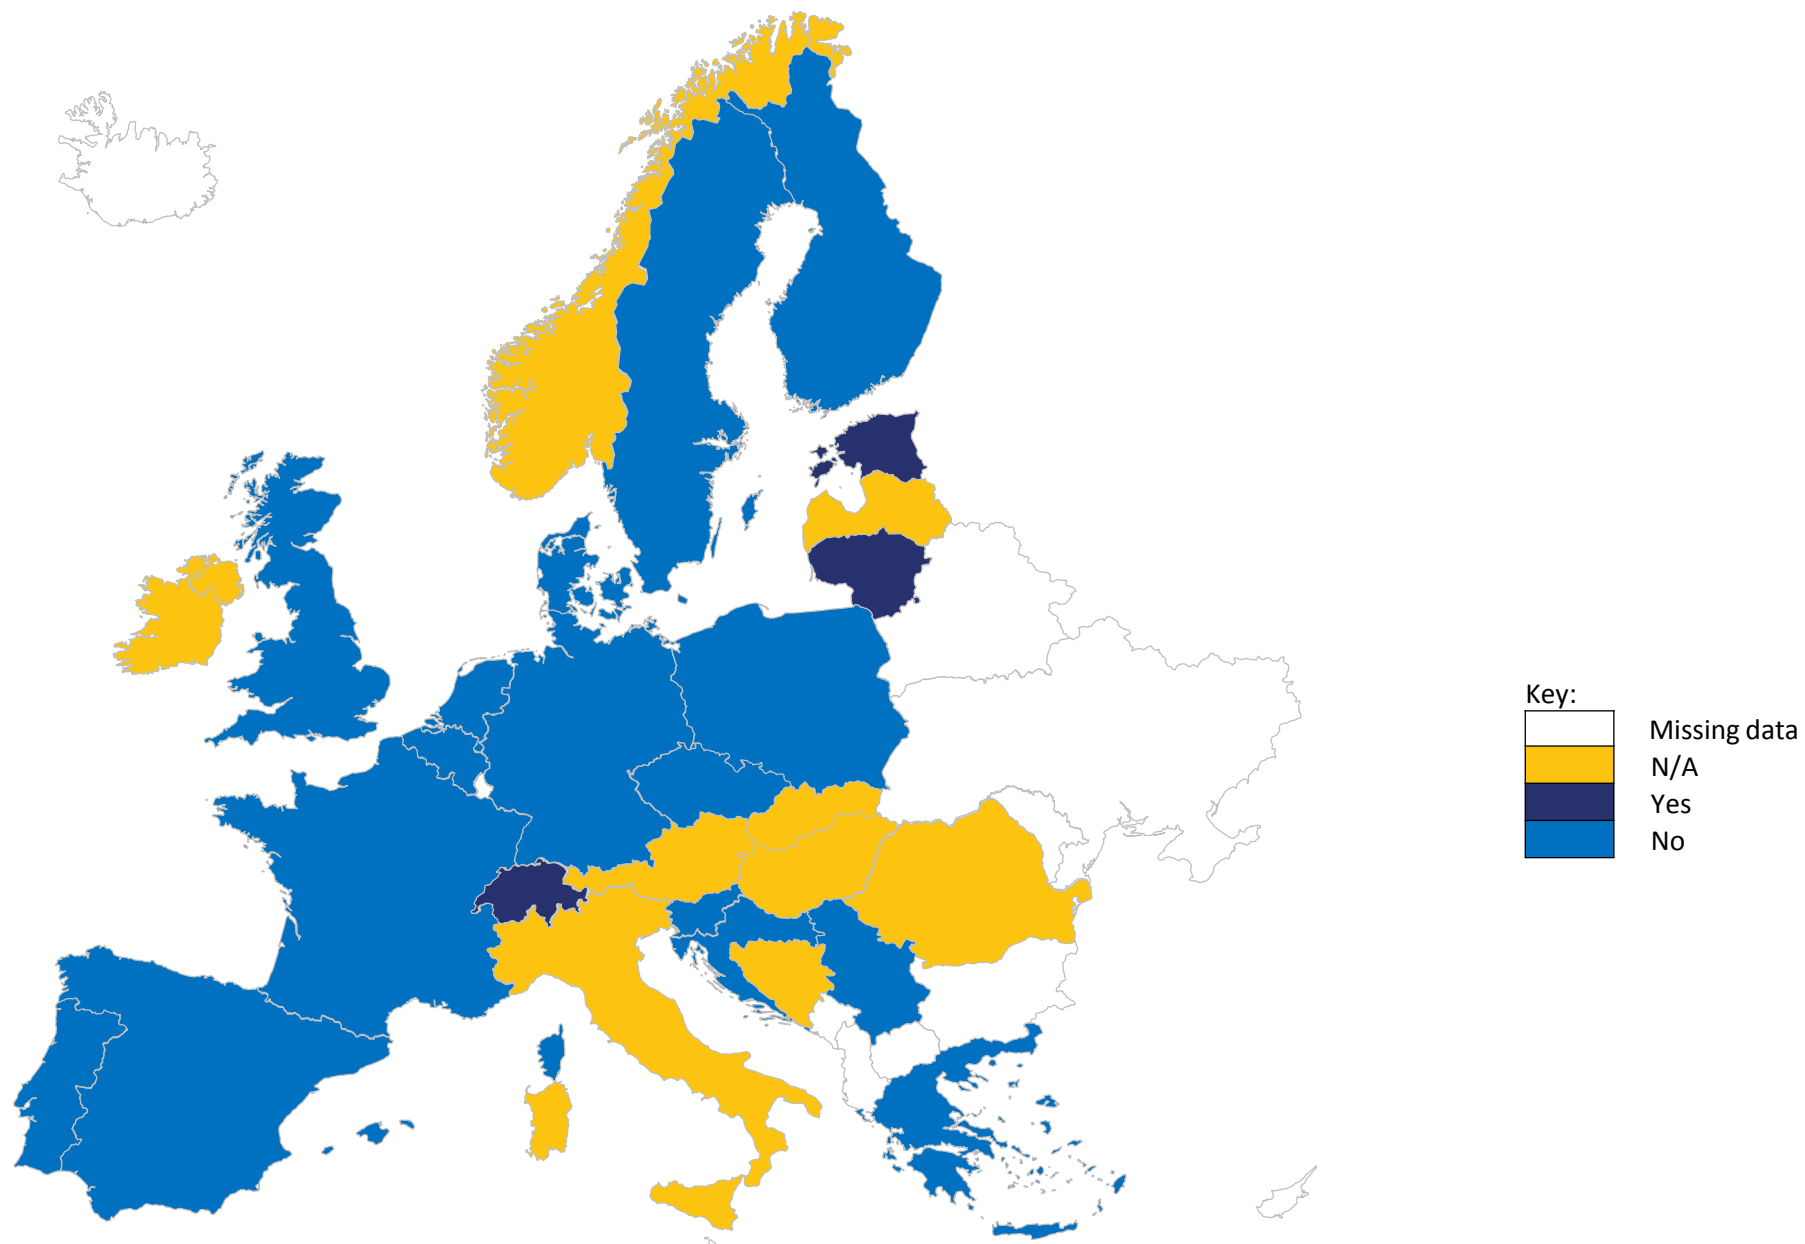 Key:
Missing data
N/A
Yes
No